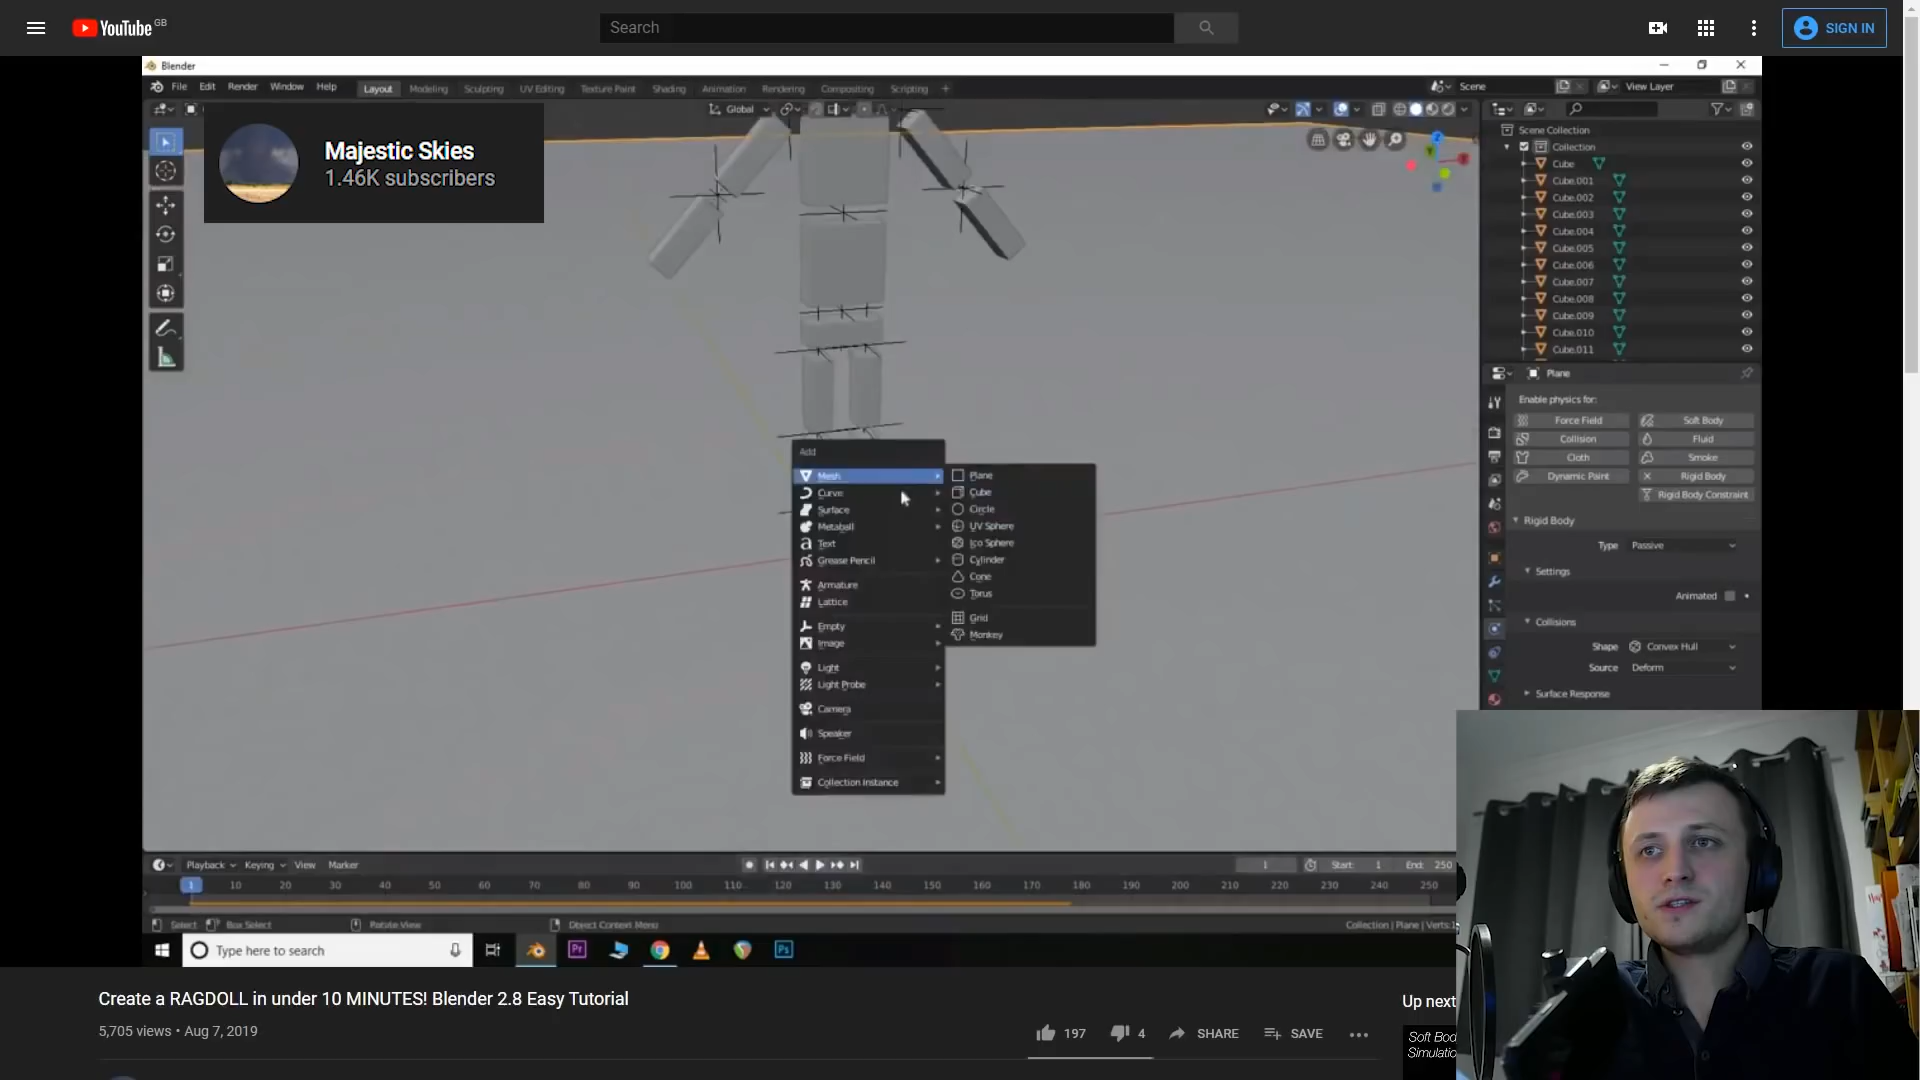 YouTube GB
Search
SIGN IN
Blender
File Edit Render Window Help
Layout Modeling Sculpting UV Editing Texture Paint Shading Animation Rendering Compositing Scripting +
Scene
View Layer
Global
Majestic Skies
1.46K subscribers
Scene Collection
Collection
Cube
Cube.001
Cube.002
Cube.003
Cube.004
Cube.005
Cube.006
Cube.007
Cube.008
Cube.009
Cube.010
Cube.011
Plane
Enable physics for:
Force Field Soft Body
Collision Fluid
Cloth Smoke
Dynamic Paint Rigid Body
Rigid Body Constraint
Rigid Body
Type Passive
Settings
Animated
Collisions
Shape Convex Hull
Source Deform
Surface Response
Add
Mesh
Curve
Surface
Metaball
Text
Grease Pencil
Armature
Lattice
Empty
Image
Light
Light Probe
Camera
Speaker
Force Field
Collection Instance
Plane
Cube
Circle
UV Sphere
Ico Sphere
Cylinder
Cone
Torus
Grid
Monkey
Playback Keying View Marker
1 Start: 1 End: 250
1 10 20 30 40 50 60 70 80 90 100 110 120 130 140 150 160 170 180 190 200 210 220 230 240 250
Select Box Select Rotate View Object Context Menu
Collection | Plane | Verts:1
Type here to search
Pr
Ps
Create a RAGDOLL in under 10 MINUTES! Blender 2.8 Easy Tutorial
5,705 views • Aug 7, 2019
197 4 SHARE SAVE
Up next
Soft Bod
Simulatio